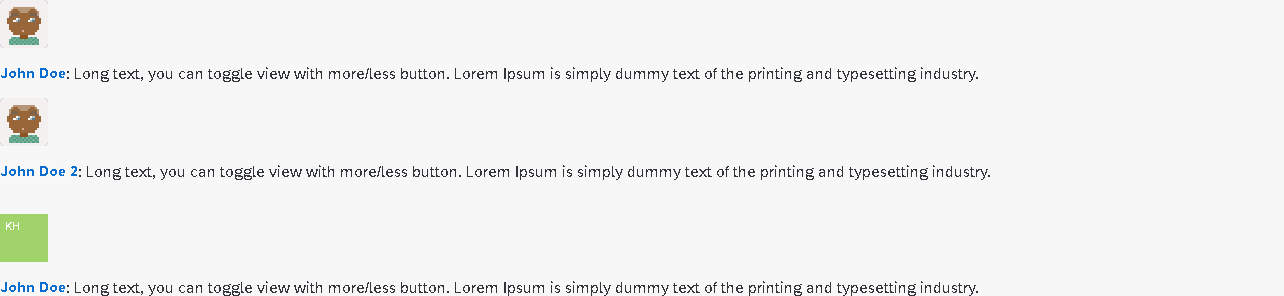 John Doe: Long text, you can toggle view with more/less button. Lorem Ipsum is simply dummy text of the printing and typesetting industry.
John Doe 2: Long text, you can toggle view with more/less button. Lorem Ipsum is simply dummy text of the printing and typesetting industry.
KH
John Doe: Long text, you can toggle view with more/less button. Lorem Ipsum is simply dummy text of the printing and typesetting industry.